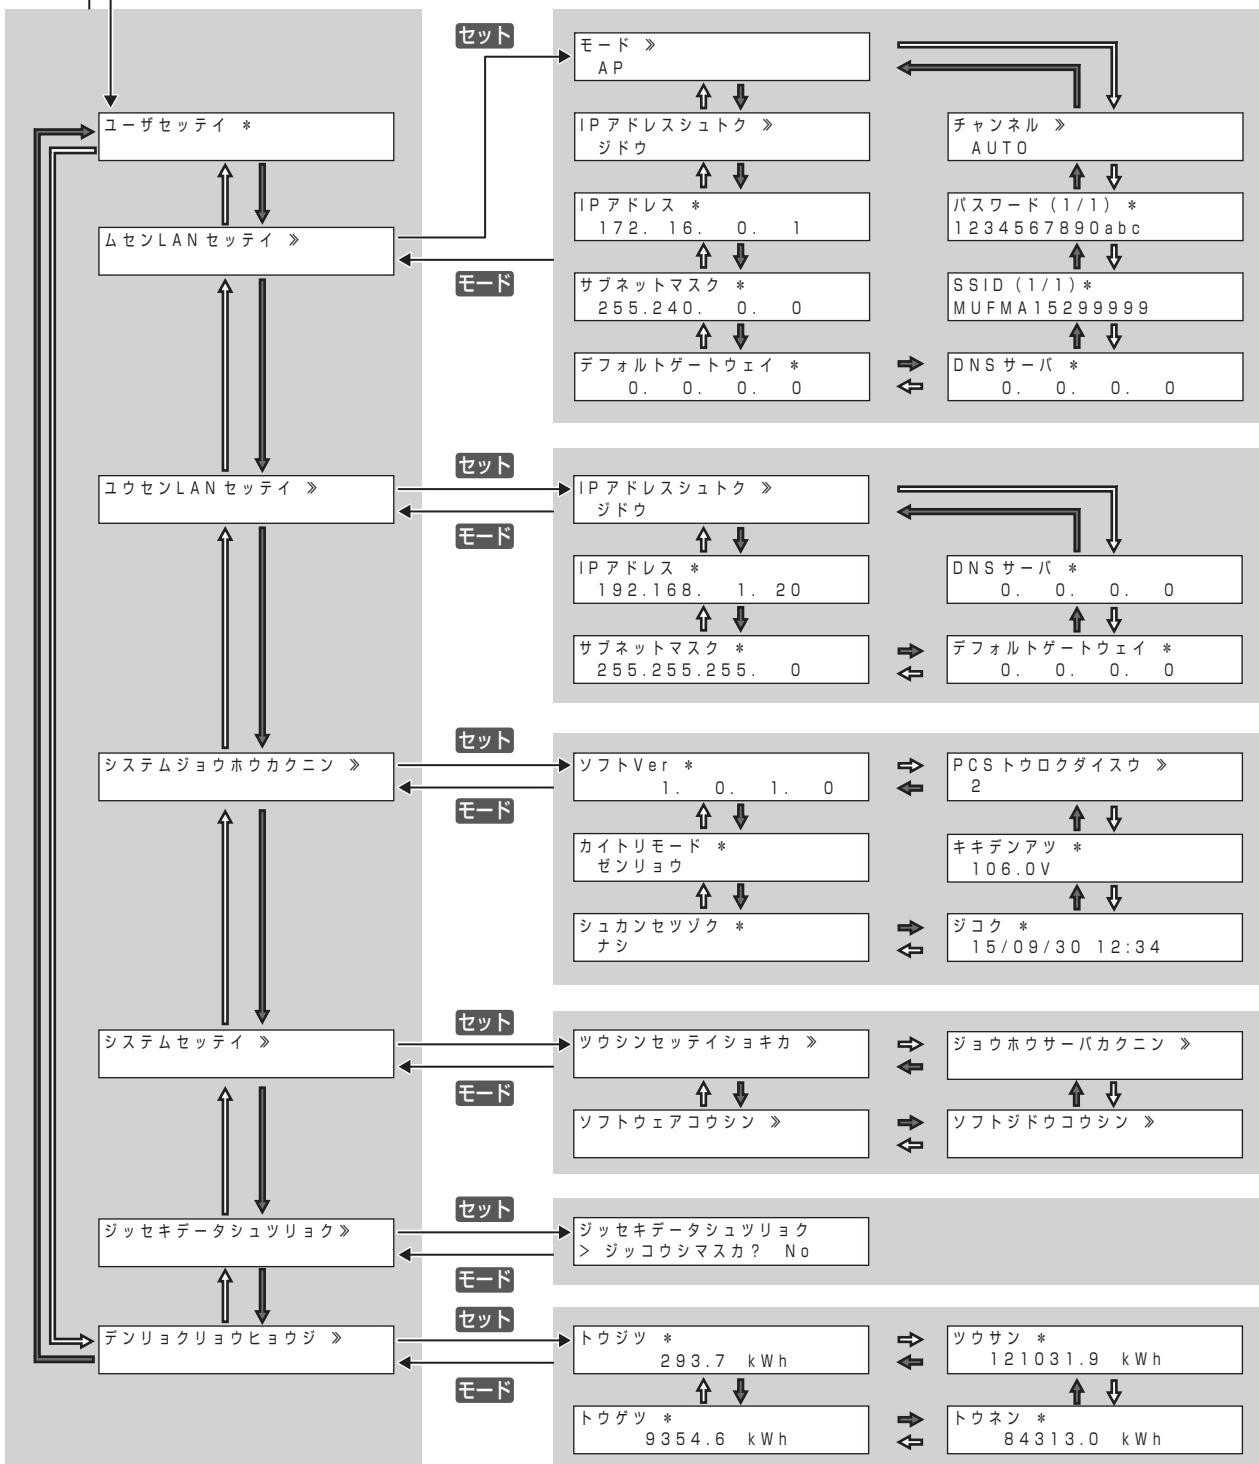 セット
モード »
AP
ユーザセッテイ *
IPアドレスシュトク »
ジドウ
チャンネル »
AUTO
IPアドレス *
172. 16. 0. 1
パスワード (1/1) *
1234567890abc
ムセンLANセッテイ »
モード
サブネットマスク *
255.240. 0. 0
SSID (1/1)*
MUFMA15299999
デフォルトゲートウェイ *
0. 0. 0. 0
DNSサーバ *
0. 0. 0. 0
セット
ユウセンLANセッテイ »
IPアドレスシュトク »
ジドウ
モード
IPアドレス *
192.168. 1. 20
DNSサーバ *
0. 0. 0. 0
サブネットマスク *
255.255.255. 0
デフォルトゲートウェイ *
0. 0. 0. 0
セット
システムジョウホウカクニン »
ソフトVer *
1. 0. 1. 0
PCSトウロクダイスウ »
2
モード
カイトリモード *
ゼンリョウ
キキデンアツ *
106.0V
シュカンセツゾク *
ナシ
ジコク *
15/09/30 12:34
セット
システムセッテイ »
ツウシンセッテイショキカ »
ジョウホウサーバカクニン »
モード
ソフトウェアコウシン »
ソフトジドウコウシン »
セット
ジッセキデータシュツリョク»
ジッセキデータシュツリョク
> ジッコウシマスカ? No
モード
セット
デンリョクリョウヒョウジ »
トウジツ *
293.7 kWh
ツウサン *
121031.9 kWh
モード
トウゲツ *
9354.6 kWh
トウネン *
84313.0 kWh